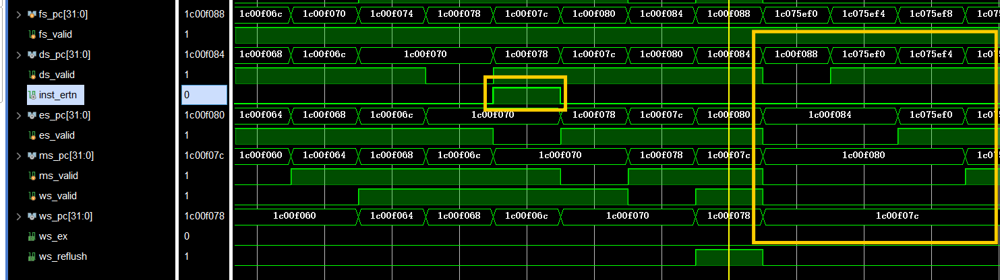 fs_pc[31:0] 1c00f088 1c00f06c 1c00f070 1c00f074 1c00f078 1c00f07c 1c00f080 1c00f084 1c00f088 1c075ef0 1c075ef4 1c075ef8 1c075
fs_valid 1
ds_pc[31:0] 1c00f084 1c00f068 1c00f06c 1c00f070 1c00f078 1c00f07c 1c00f080 1c00f084 1c00f088 1c075ef0 1c075ef4 1c075
ds_valid 1
inst_ertn 0
es_pc[31:0] 1c00f080 1c00f064 1c00f068 1c00f06c 1c00f070 1c00f078 1c00f07c 1c00f080 1c00f084 1c075ef0 1c075
es_valid 1
ms_pc[31:0] 1c00f07c 1c00f060 1c00f064 1c00f068 1c00f06c 1c00f070 1c00f078 1c00f07c 1c00f080 1c075
ms_valid 1
ws_valid 1
ws_pc[31:0] 1c00f078 1c00f060 1c00f064 1c00f068 1c00f06c 1c00f070 1c00f078 1c00f07c
ws_ex 0
ws_reflush 1